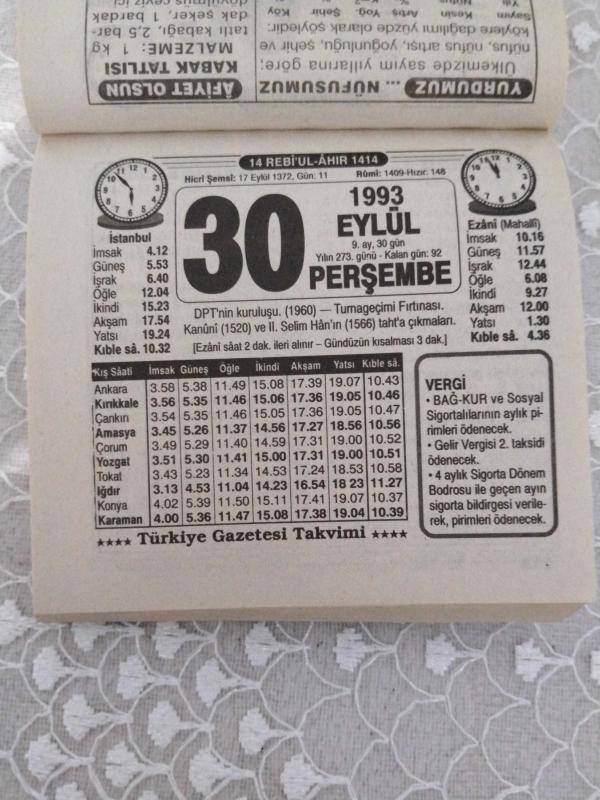 YURDUMUZ ... NÜFUSUMUZ
Ülkemizde sayım yıllarına göre;
nüfus, nüfus artışı, yoğunluğu, şehir ve
köylere dağılımı yüzde olarak şöyledir:
Sayım Kesin Artış Yoğ. Şehir Köy
ÂFİYET OLSUN
KABAK TATLISI
MALZEME: 1 kg
tatlı kabağı, 2,5 bar-
dak şeker, 1 bardak
14 REBİ'UL-ÂHIR 1414
Hicrî Şemsî: 17 Eylül 1372, Gün: 11 Rûmî: 1409-Hızır: 148
30
1993
EYLÜL
9. ay, 30 gün
Yılın 273. günü - Kalan gün: 92
PERŞEMBE
İstanbul
İmsak 4.12
Güneş 5.53
İşrak 6.40
Öğle 12.04
İkindi 15.23
Akşam 17.54
Yatsı 19.24
Kıble sâ. 10.32
Ezânî (Mahallî)
İmsak 10.16
Güneş 11.57
İşrak 12.44
Öğle 6.08
İkindi 9.27
Akşam 12.00
Yatsı 1.30
Kıble sâ. 4.36
DPT'nin kuruluşu. (1960) — Turnageçimi Fırtınası.
Kanûnî (1520) ve II. Selim Hân'ın (1566) taht'a çıkmaları.
[Ezânî sâat 2 dak. ileri alınır – Gündüzün kısalması 3 dak.]
Kış Sâati İmsak Güneş Öğle İkindi Akşam Yatsı Kıble sâ.
Ankara 3.58 5.38 11.49 15.08 17.39 19.07 10.43
Kırıkkale 3.56 5.35 11.46 15.06 17.36 19.05 10.46
Çankırı 3.54 5.35 11.46 15.05 17.36 19.05 10.47
Amasya 3.45 5.26 11.37 14.56 17.27 18.56 10.56
Çorum 3.49 5.29 11.40 14.59 17.31 19.00 10.52
Yozgat 3.51 5.30 11.41 15.00 17.31 19.00 10.51
Tokat 3.43 5.23 11.34 14.53 17.24 18.53 10.58
Iğdır 3.13 4.53 11.04 14.23 16.54 18 23 11.27
Konya 4.02 5.39 11.50 15.11 17.41 19.07 10.37
Karaman 4.00 5.36 11.47 15.08 17.38 19.04 10.39
Türkiye Gazetesi Takvimi
VERGİ
• BAĞ-KUR ve Sosyal
Sigortalılarının aylık pi-
rimleri ödenecek.
• Gelir Vergisi 2. taksidi
ödenecek.
• 4 aylık Sigorta Dönem
Bodrosu ile geçen ayın
sigorta bildirgesi verile-
rek, pirimleri ödenecek.